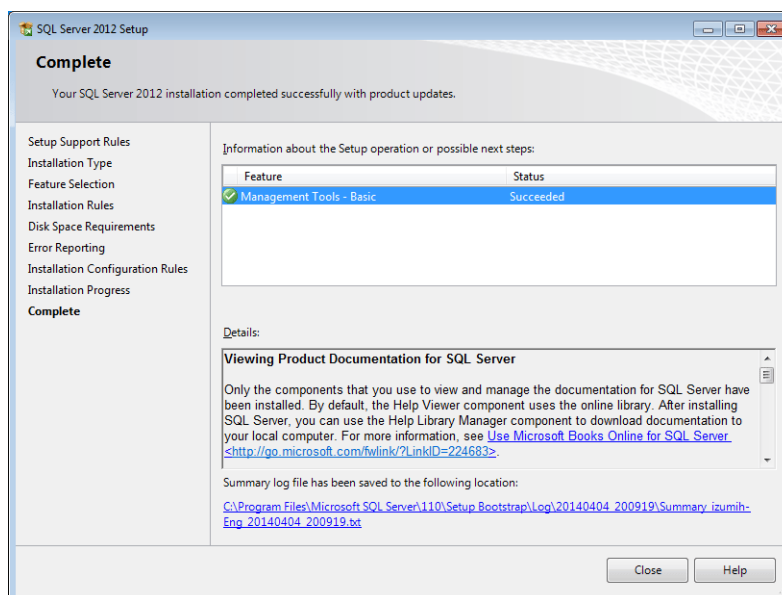 SQL Server 2012 Setup
Complete
Your SQL Server 2012 installation completed successfully with product updates.
Setup Support Rules
Installation Type
Feature Selection
Installation Rules
Disk Space Requirements
Error Reporting
Installation Configuration Rules
Installation Progress
Complete
Information about the Setup operation or possible next steps:
Feature Status
Management Tools - Basic Succeeded
Details:
Viewing Product Documentation for SQL Server
Only the components that you use to view and manage the documentation for SQL Server have
been installed. By default, the Help Viewer component uses the online library. After installing
SQL Server, you can use the Help Library Manager component to download documentation to
your local computer. For more information, see Use Microsoft Books Online for SQL Server
<http://go.microsoft.com/fwlink/?LinkID=224683>.
Summary log file has been saved to the following location:
C:\Program Files\Microsoft SQL Server\110\Setup Bootstrap\Log\20140404_200919\Summary_izumih-
Eng_20140404_200919.txt
Close Help